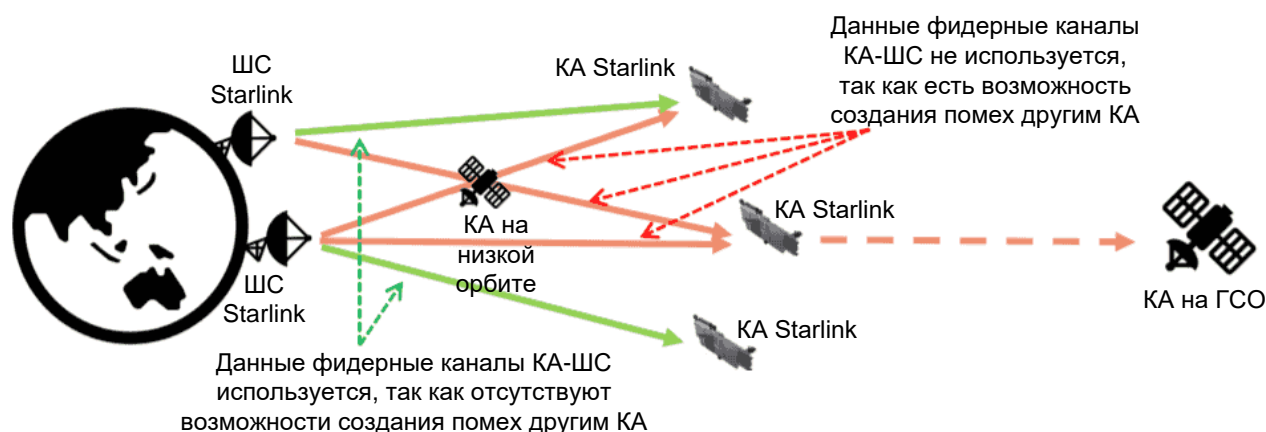 Данные фидерные каналы
КА-ШС не используется,
так как есть возможность
создания помех другим КА
ШС
Starlink
КА Starlink
КА на
низкой
орбите
КА Starlink
КА на ГСО
ШС
Starlink
КА Starlink
Данные фидерные каналы КА-ШС
используется, так как отсутствуют
возможности создания помех другим КА